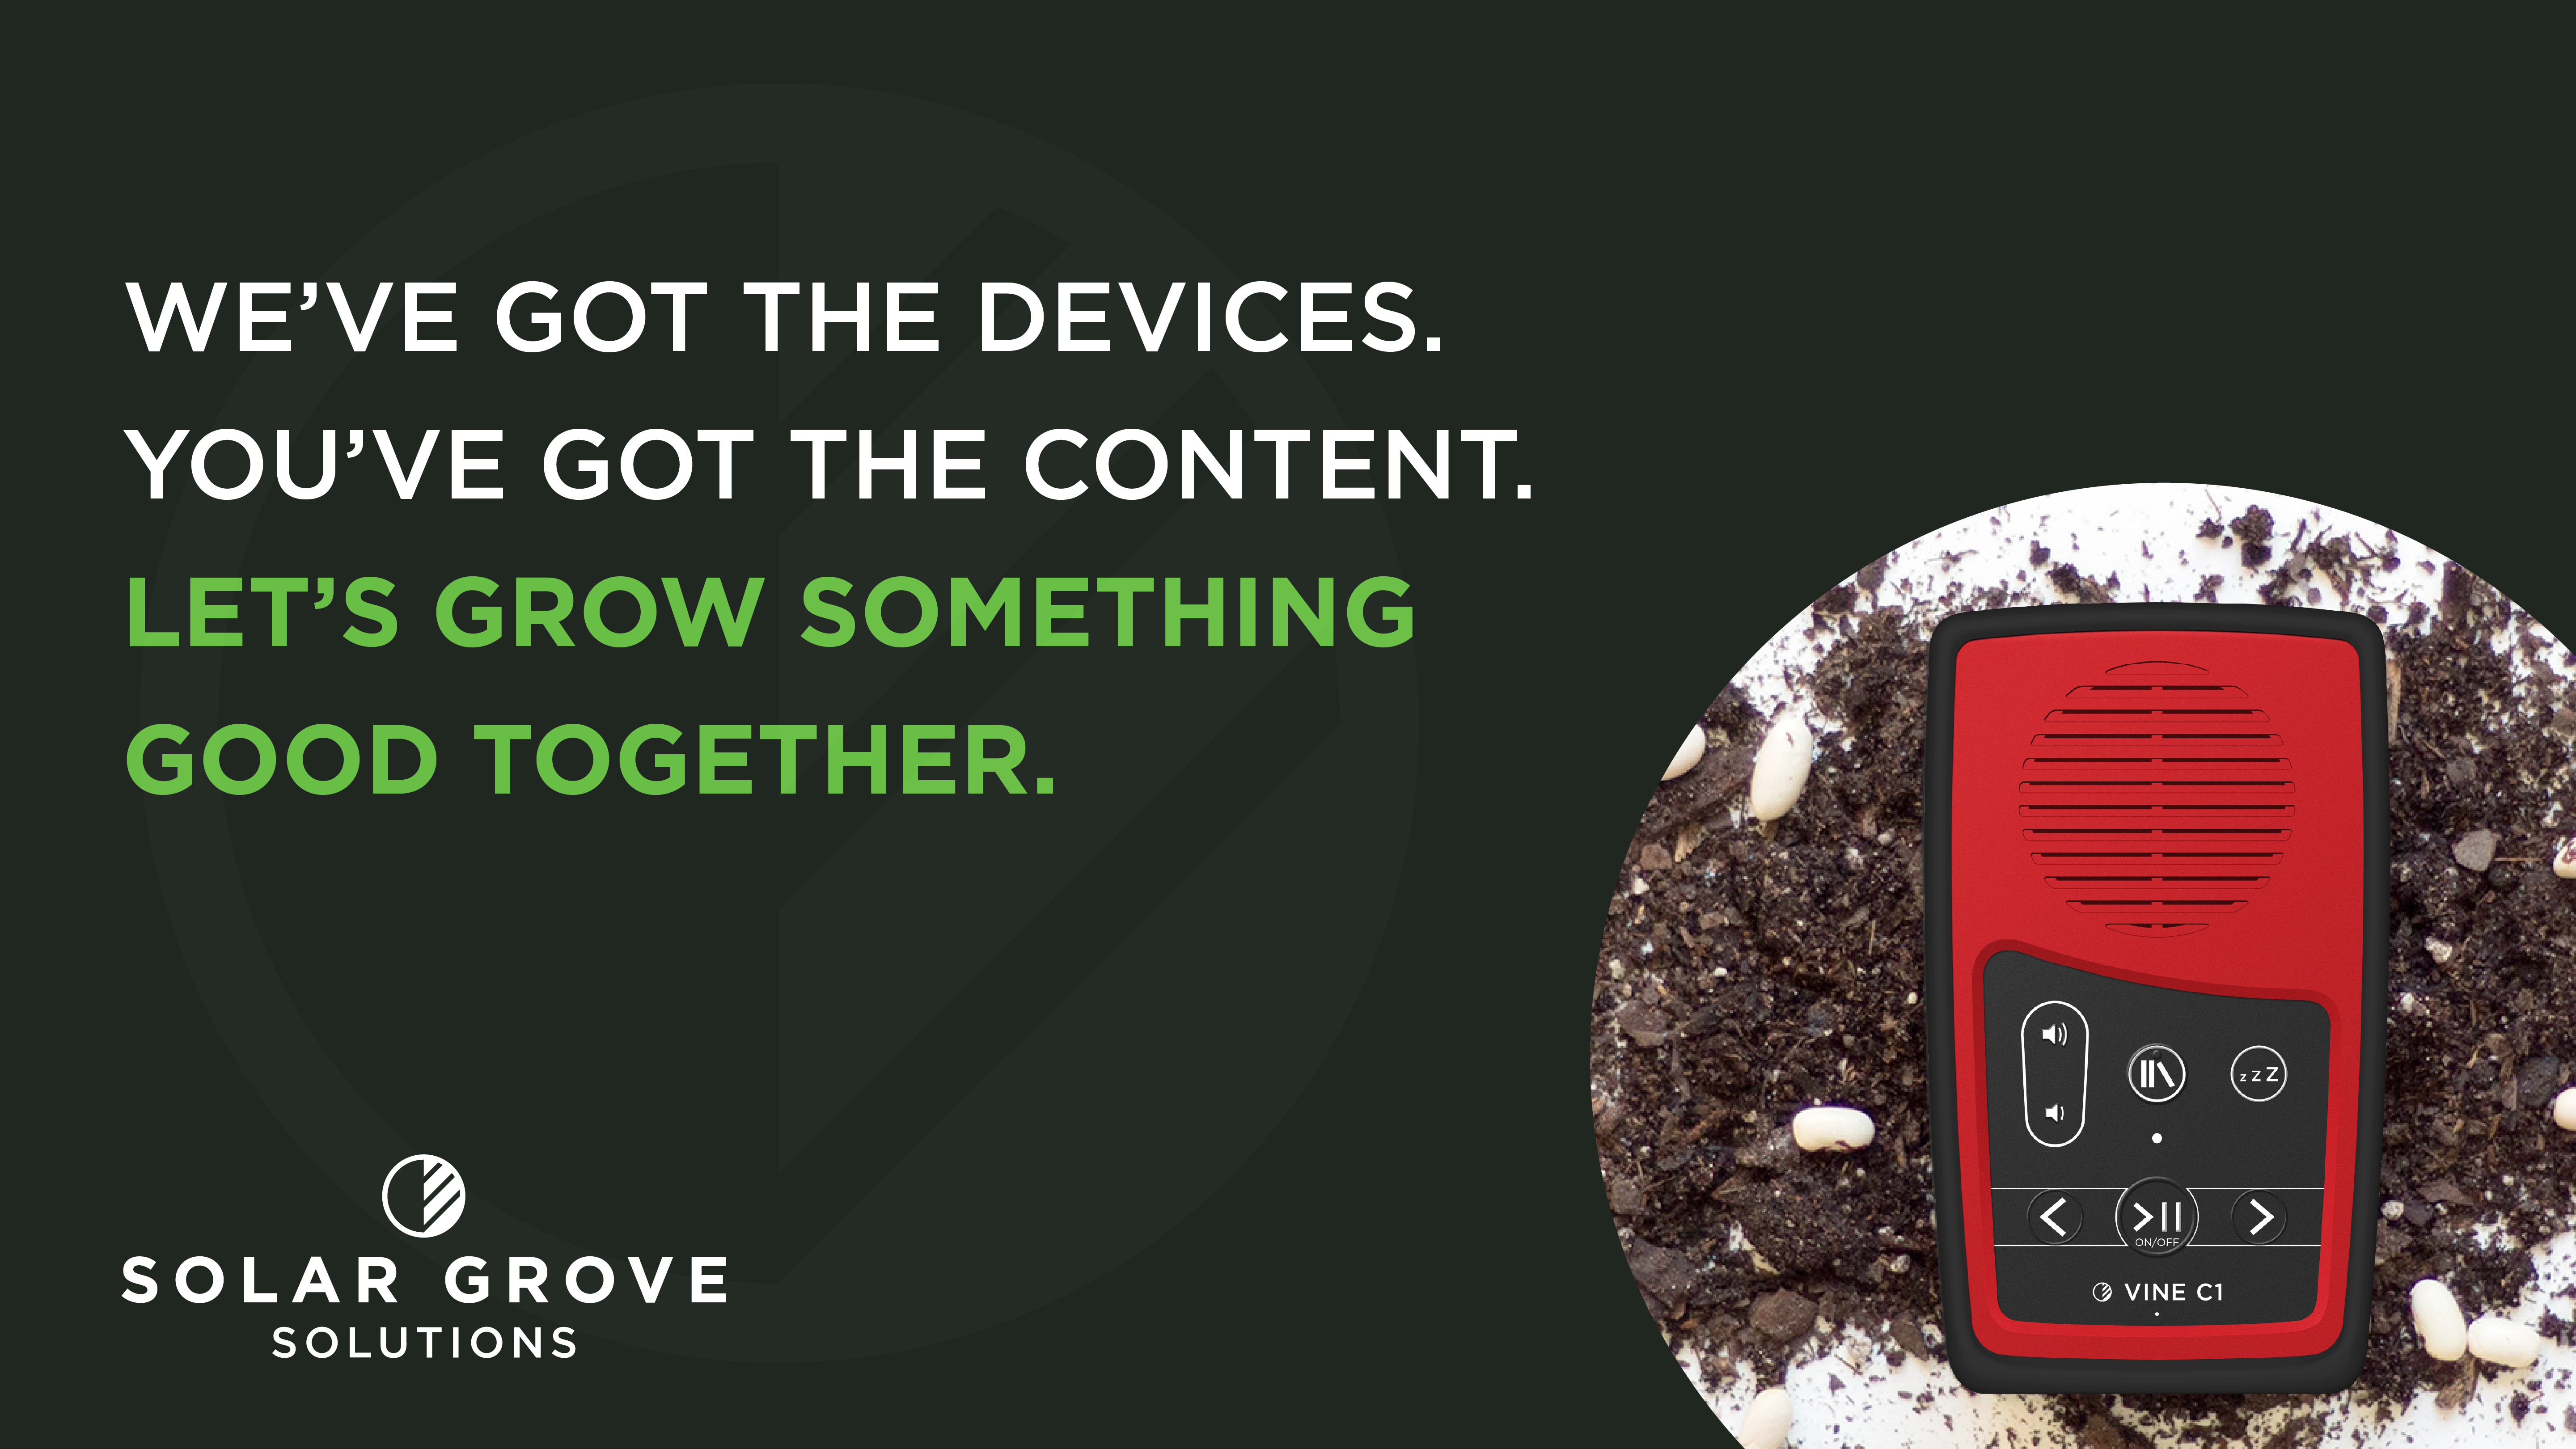 WE’VE GOT THE DEVICES.
YOU’VE GOT THE CONTENT.
LET’S GROW SOMETHING
GOOD TOGETHER.
SOLAR GROVE
SOLUTIONS
z z Z
ON/OFF
VINE C1